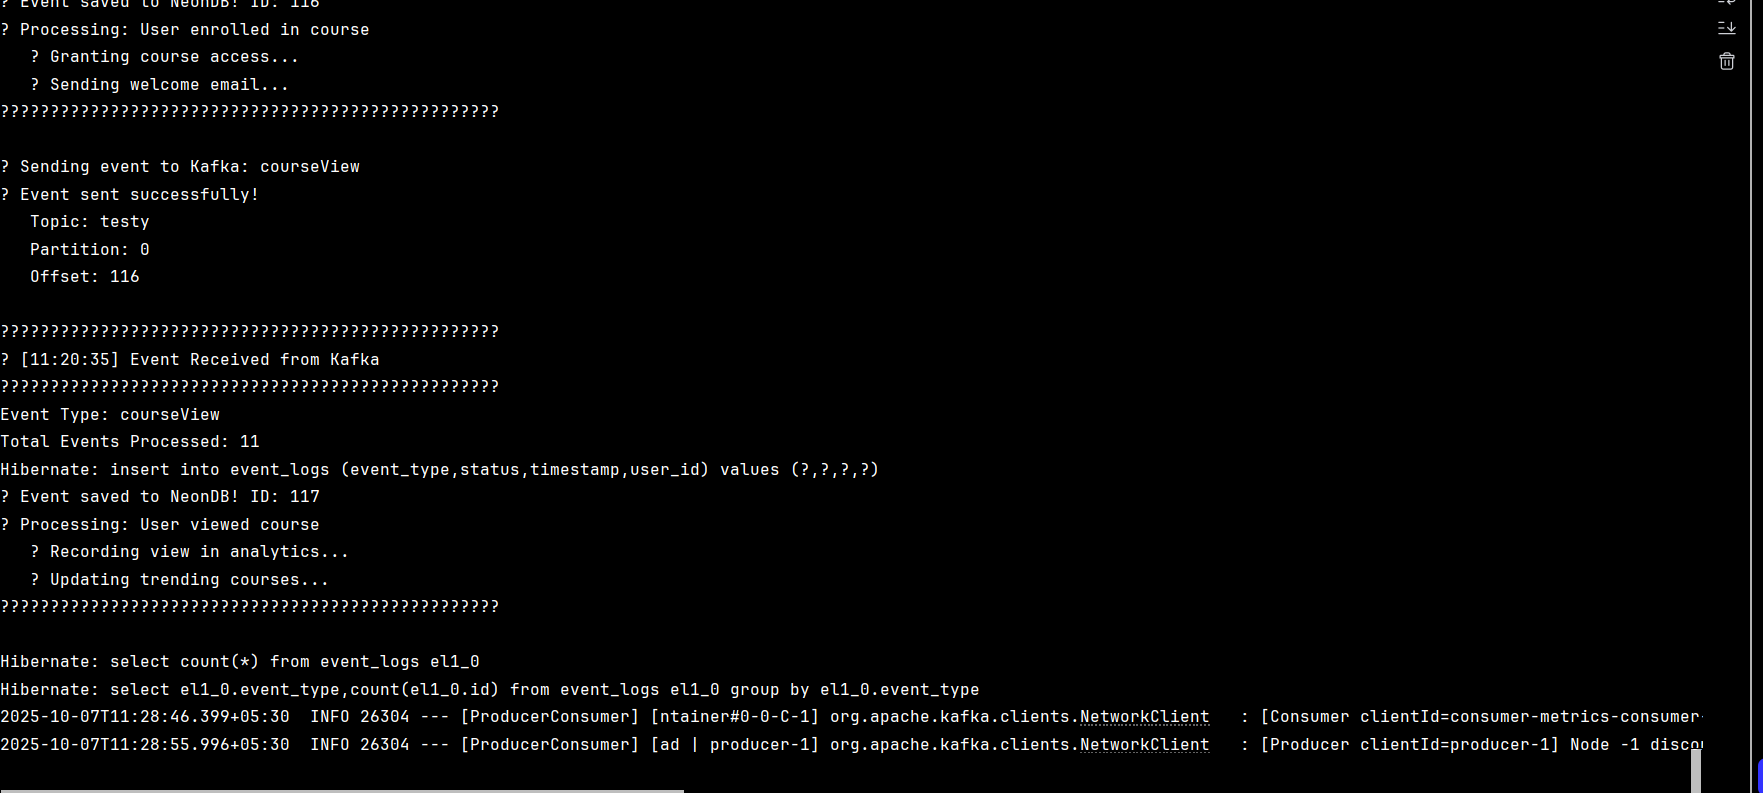 ? Event saved to NeonDB! ID: 116
? Processing: User enrolled in course
   ? Granting course access...
   ? Sending welcome email...
??????????????????????????????????????????????????
? Sending event to Kafka: courseView
? Event sent successfully!
   Topic: testy
   Partition: 0
   Offset: 116
??????????????????????????????????????????????????
? [11:20:35] Event Received from Kafka
??????????????????????????????????????????????????
Event Type: courseView
Total Events Processed: 11
Hibernate: insert into event_logs (event_type,status,timestamp,user_id) values (?,?,?,?)
? Event saved to NeonDB! ID: 117
? Processing: User viewed course
   ? Recording view in analytics...
   ? Updating trending courses...
??????????????????????????????????????????????????
Hibernate: select count(*) from event_logs el1_0
Hibernate: select el1_0.event_type,count(el1_0.id) from event_logs el1_0 group by el1_0.event_type
2025-10-07T11:28:46.399+05:30  INFO 26304 --- [ProducerConsumer] [ntainer#0-0-C-1] org.apache.kafka.clients.NetworkClient   : [Consumer clientId=consumer-metrics-consumer-
2025-10-07T11:28:55.996+05:30  INFO 26304 --- [ProducerConsumer] [ad | producer-1] org.apache.kafka.clients.NetworkClient   : [Producer clientId=producer-1] Node -1